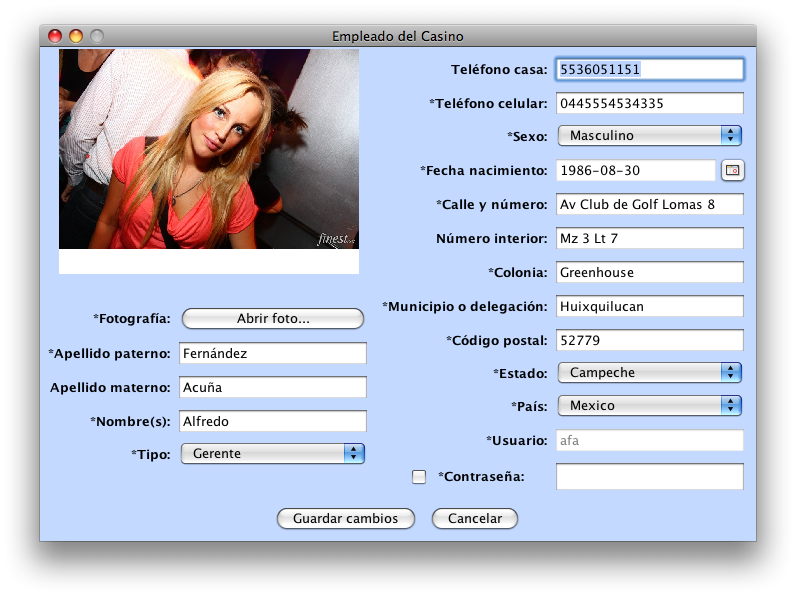 Empleado del Casino
finest
*Fotografía: Abrir foto...
*Apellido paterno: Fernández
Apellido materno: Acuña
*Nombre(s): Alfredo
*Tipo: Gerente
Teléfono casa: 5536051151
*Teléfono celular: 0445554534335
*Sexo: Masculino
*Fecha nacimiento: 1986-08-30
*Calle y número: Av Club de Golf Lomas 8
Número interior: Mz 3 Lt 7
*Colonia: Greenhouse
*Municipio o delegación: Huixquilucan
*Código postal: 52779
*Estado: Campeche
*País: Mexico
*Usuario: afa
*Contraseña:
Guardar cambios Cancelar